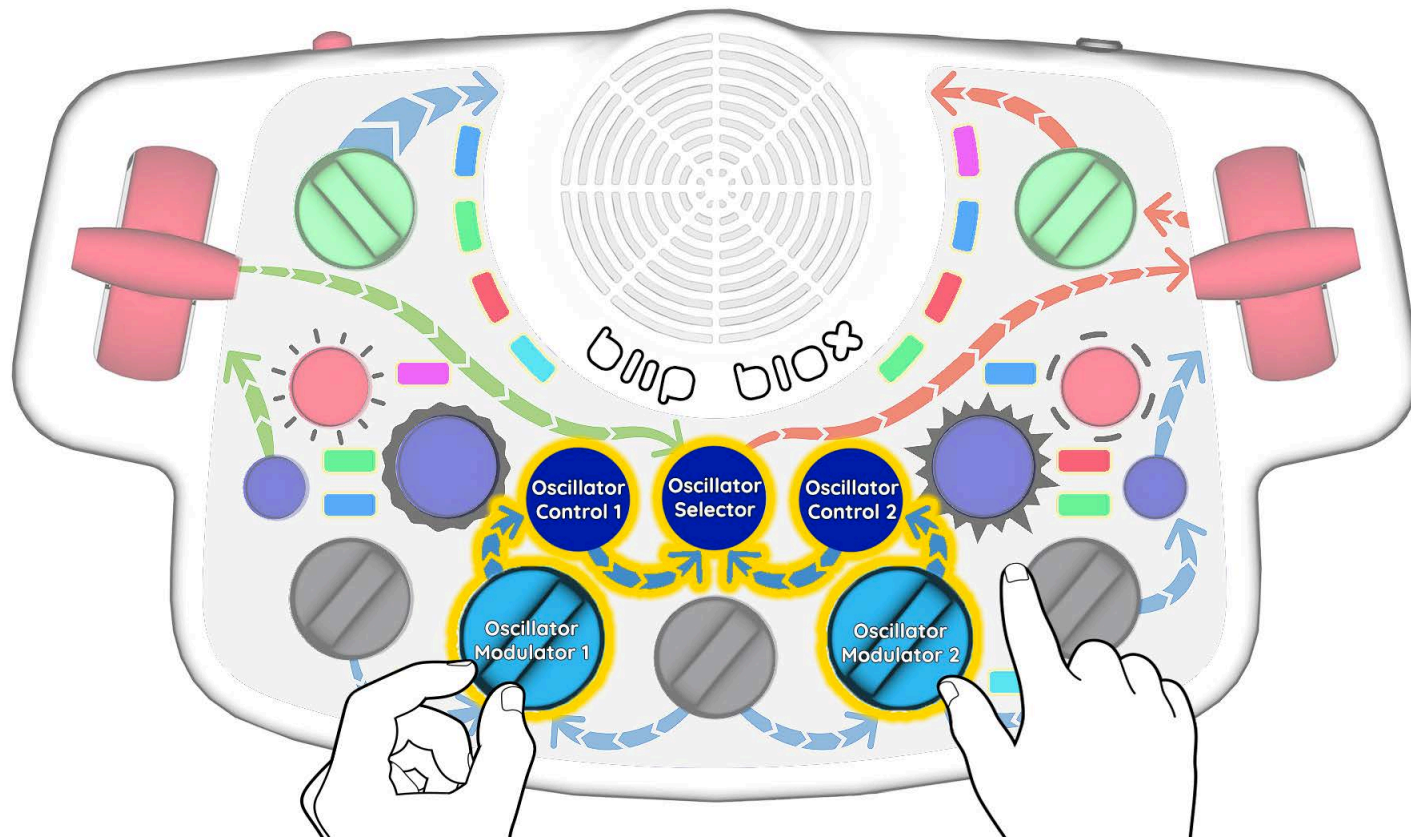 blip blox
Oscillator
Control 1
Oscillator
Selector
Oscillator
Control 2
Oscillator
Modulator 1
Oscillator
Modulator 2